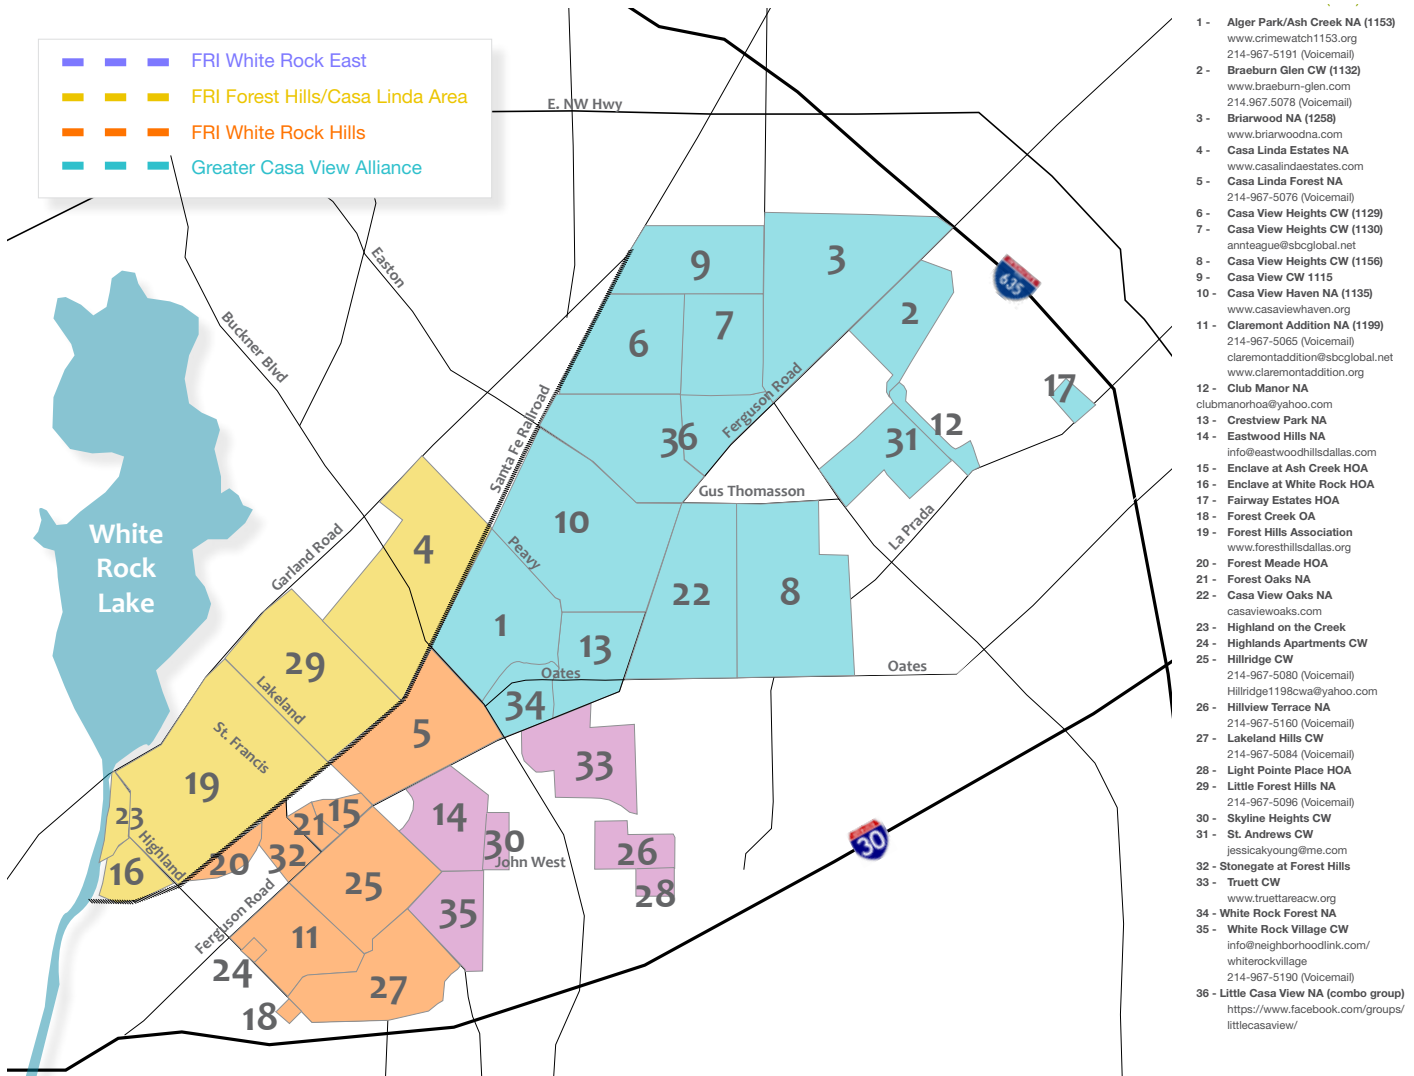 FRI White Rock East
FRI Forest Hills/Casa Linda Area
FRI White Rock Hills
Greater Casa View Alliance
E. NW Hwy
Easton
Buckner Blvd
Santa Fe Railroad
Ferguson Road
Gus Thomasson
La Prada
Garland Road
Peavy
Oates
Oates
Lakeland
St. Francis
Highland
Ferguson Road
John West
White
Rock
Lake
635
30
9
3
2
6
7
17
36
12
31
10
4
22
8
1
13
29
34
5
33
19
23
14
21
15
30
26
16
20
32
25
28
35
11
24
27
18
1 - Alger Park/Ash Creek NA (1153)
www.crimewatch1153.org
214-967-5191 (Voicemail)
2 - Braeburn Glen CW (1132)
www.braeburn-glen.com
214.967.5078 (Voicemail)
3 - Briarwood NA (1258)
www.briarwoodna.com
4 - Casa Linda Estates NA
www.casalindaestates.com
5 - Casa Linda Forest NA
214-967-5076 (Voicemail)
6 - Casa View Heights CW (1129)
7 - Casa View Heights CW (1130)
annteague@sbcglobal.net
8 - Casa View Heights CW (1156)
9 - Casa View CW 1115
10 - Casa View Haven NA (1135)
www.casaviewhaven.org
11 - Claremont Addition NA (1199)
214-967-5065 (Voicemail)
claremontaddition@sbcglobal.net
www.claremontaddition.org
12 - Club Manor NA
clubmanorhoa@yahoo.com
13 - Crestview Park NA
14 - Eastwood Hills NA
info@eastwoodhillsdallas.com
15 - Enclave at Ash Creek HOA
16 - Enclave at White Rock HOA
17 - Fairway Estates HOA
18 - Forest Creek OA
19 - Forest Hills Association
www.foresthillsdallas.org
20 - Forest Meade HOA
21 - Forest Oaks NA
22 - Casa View Oaks NA
casaviewoaks.com
23 - Highland on the Creek
24 - Highlands Apartments CW
25 - Hillridge CW
214-967-5080 (Voicemail)
Hillridge1198cwa@yahoo.com
26 - Hillview Terrace NA
214-967-5160 (Voicemail)
27 - Lakeland Hills CW
214-967-5084 (Voicemail)
28 - Light Pointe Place HOA
29 - Little Forest Hills NA
214-967-5096 (Voicemail)
30 - Skyline Heights CW
31 - St. Andrews CW
jessicakyoung@me.com
32 - Stonegate at Forest Hills
33 - Truett CW
www.truettareacw.org
34 - White Rock Forest NA
35 - White Rock Village CW
info@neighborhoodlink.com/
whiterockvillage
214-967-5190 (Voicemail)
36 - Little Casa View NA (combo group)
https://www.facebook.com/groups/
littlecasaview/